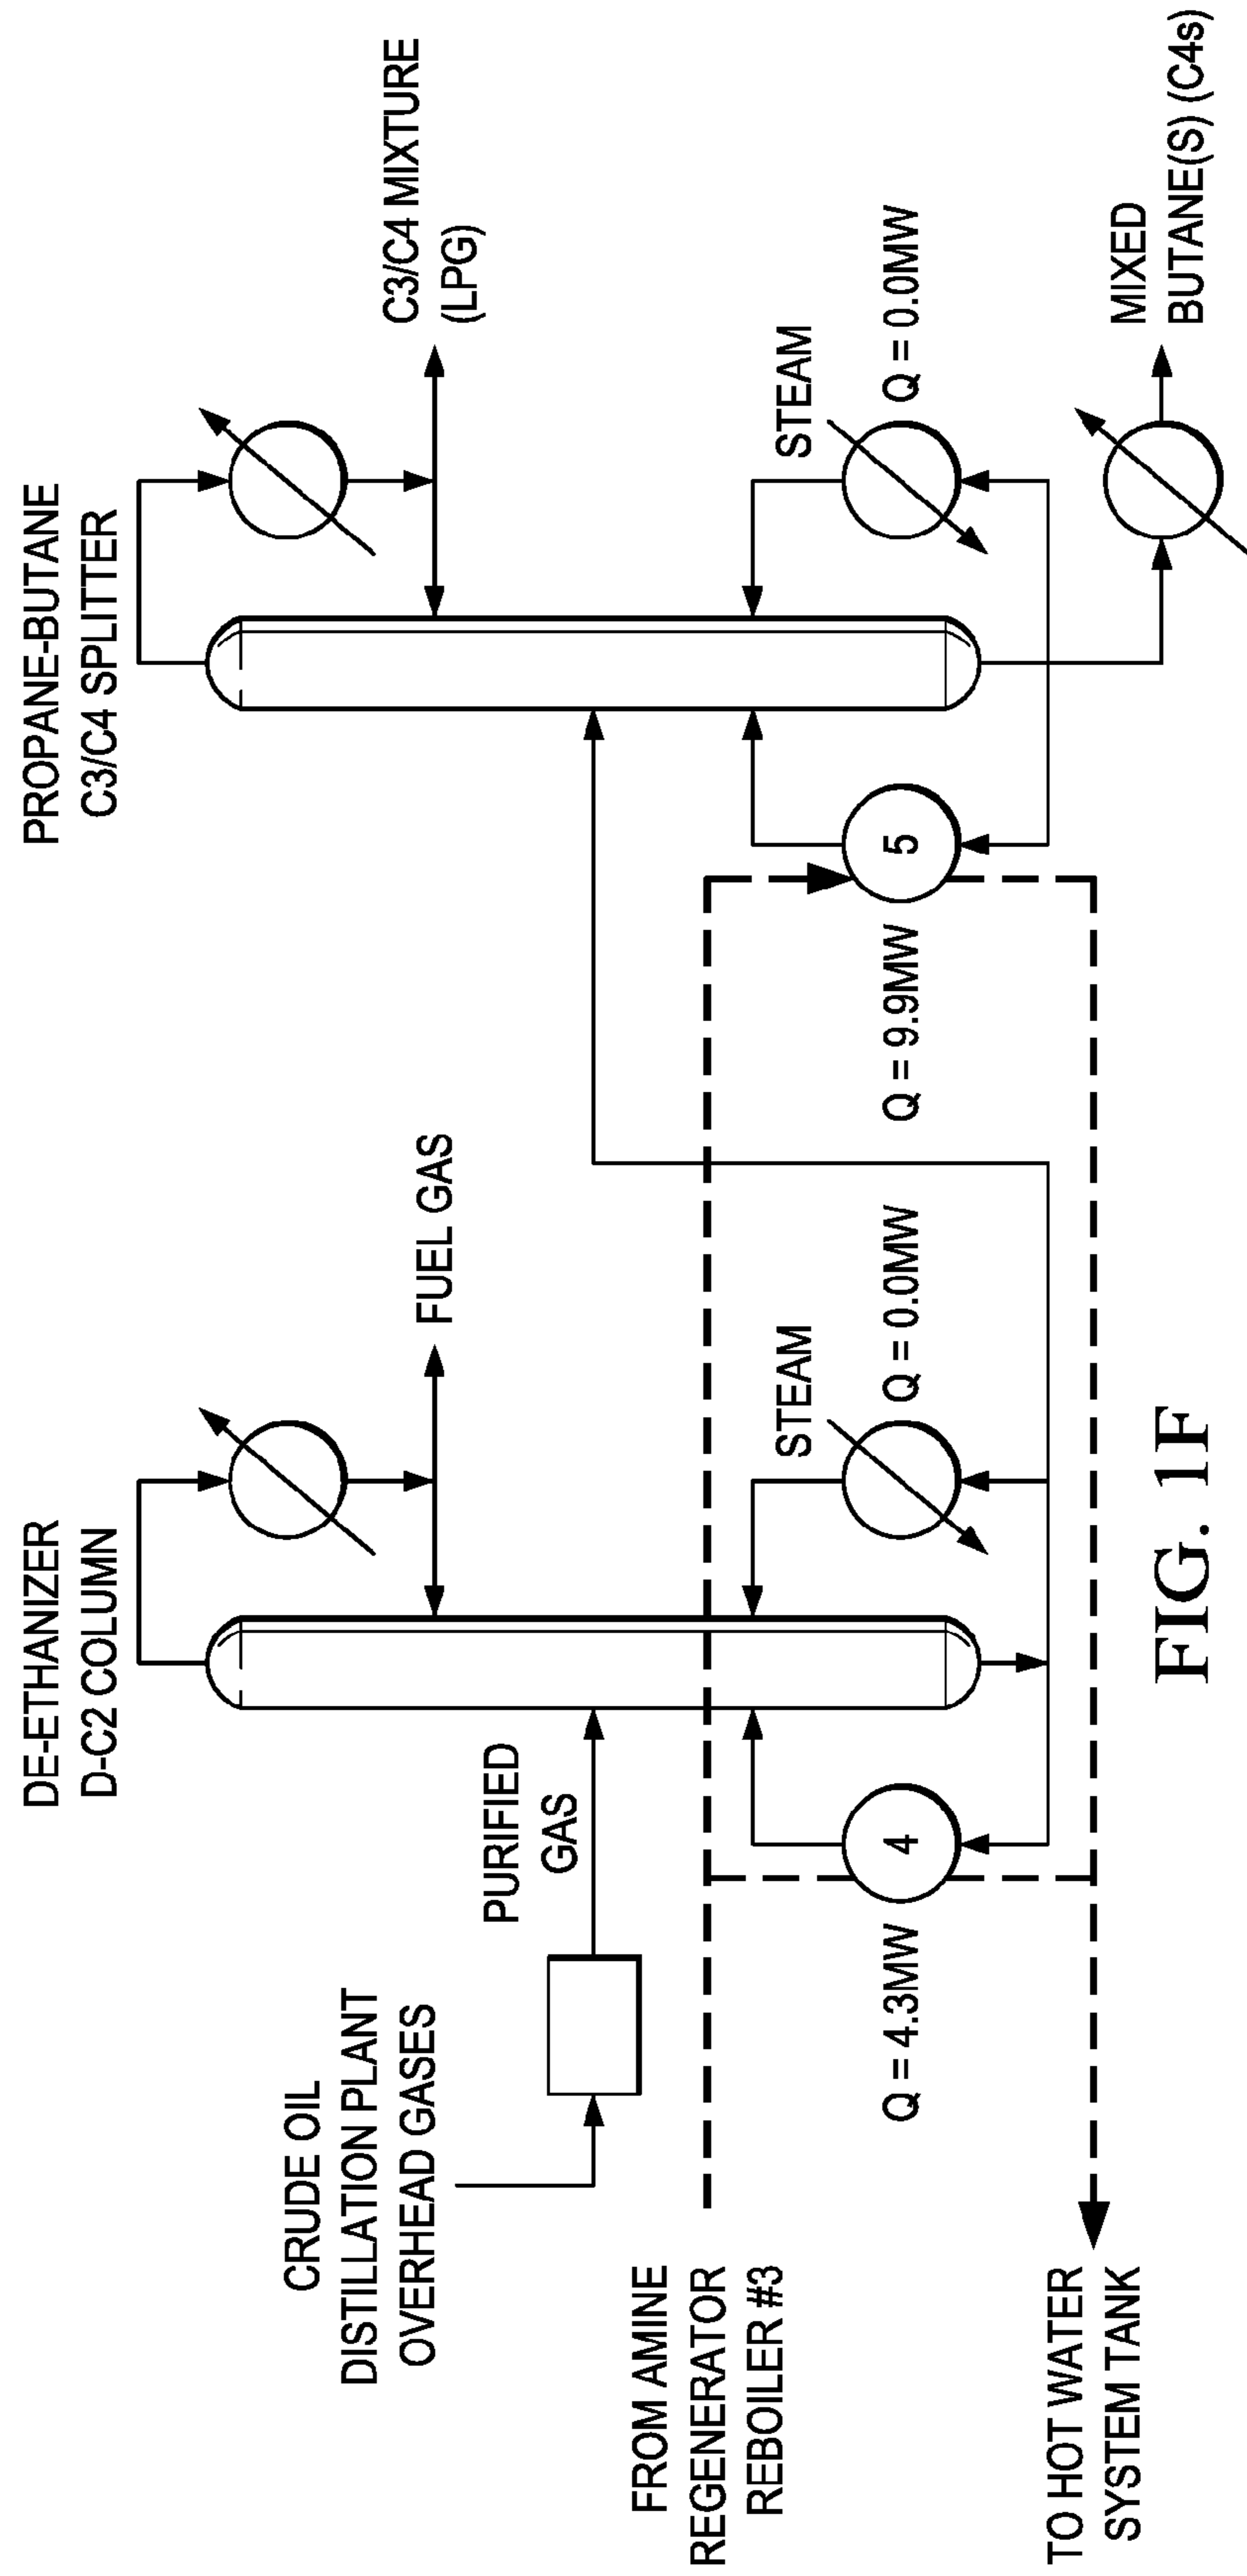 DE-ETHANIZER
D-C2 COLUMN
PROPANE-BUTANE
C3/C4 SPLITTER
CRUDE OIL
DISTILLATION PLANT
OVERHEAD GASES
PURIFIED
GAS
FUEL GAS
C3/C4 MIXTURE
(LPG)
FROM AMINE
REGENERATOR
REBOILER #3
STEAM
STEAM
Q = 4.3MW
4
Q = 0.0MW
Q = 9.9MW
5
Q = 0.0MW
TO HOT WATER
SYSTEM TANK
MIXED
BUTANE(S) (C4s)
FIG. 1F